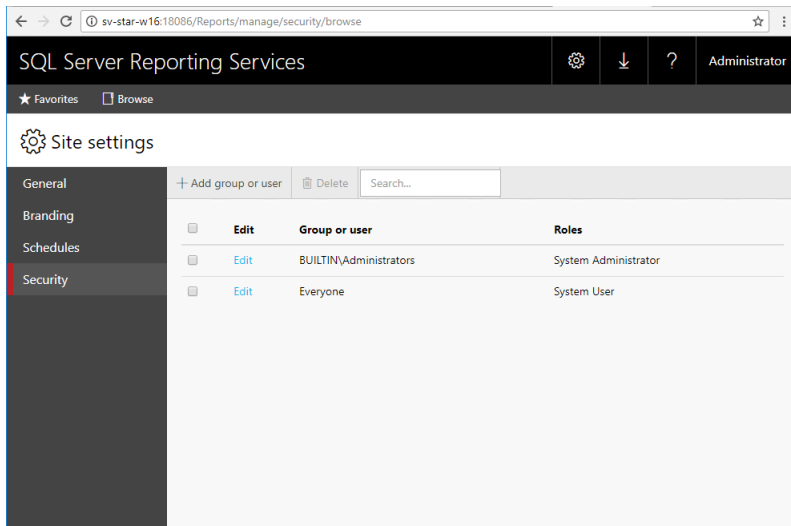 sv-star-w16:18086/Reports/manage/security/browse
SQL Server Reporting Services
? Administrator
Favorites Browse
Site settings
General
Branding
Schedules
Security
+ Add group or user Delete Search...
Edit Group or user Roles
Edit BUILTIN\Administrators System Administrator
Edit Everyone System User